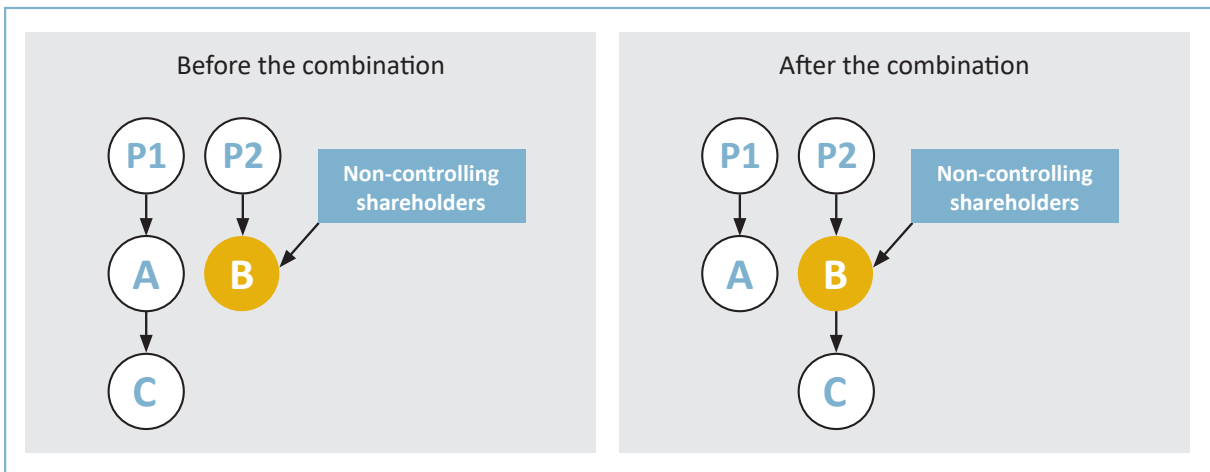 Before the combination
P1
P2
Non-controlling
shareholders
A
B
C
After the combination
P1
P2
Non-controlling
shareholders
A
B
C